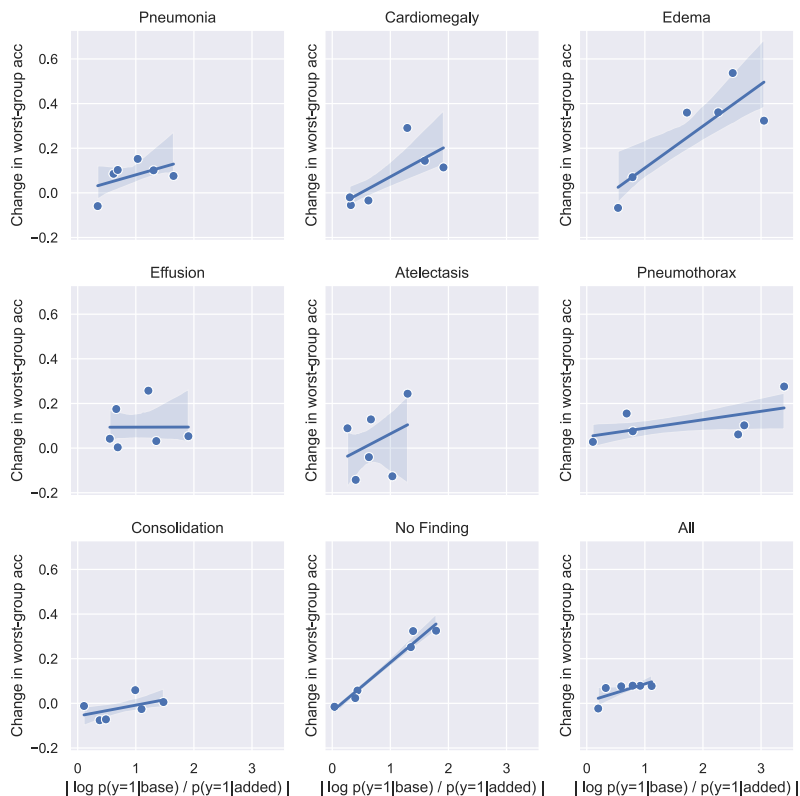 Pneumonia Cardiomegaly Edema
Change in worst-group acc Change in worst-group acc Change in worst-group acc
0.6
0.4
0.2
0.0
−0.2
Effusion Atelectasis Pneumothorax
Change in worst-group acc Change in worst-group acc Change in worst-group acc
0.6
0.4
0.2
0.0
−0.2
Consolidation No Finding All
Change in worst-group acc Change in worst-group acc Change in worst-group acc
0.6
0.4
0.2
0.0
−0.2
0 1 2 3 0 1 2 3 0 1 2 3
| log p(y=1|base) / p(y=1|added) | | log p(y=1|base) / p(y=1|added) | | log p(y=1|base) / p(y=1|added) |